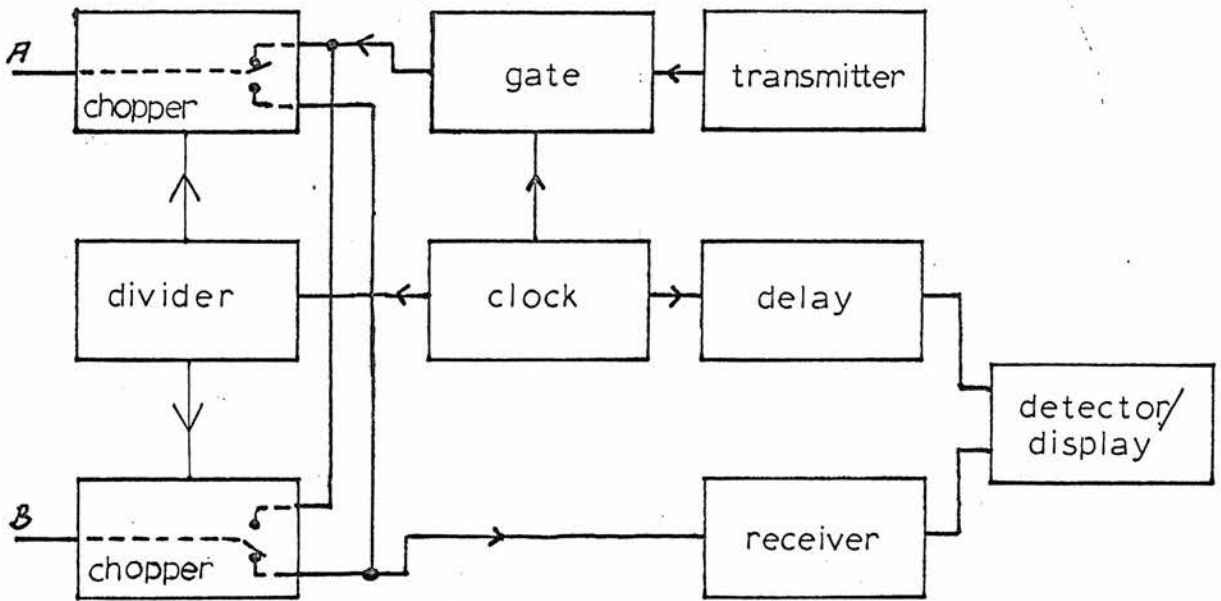 A
chopper
gate
transmitter
divider
clock
delay
detector/
display
B
chopper
receiver